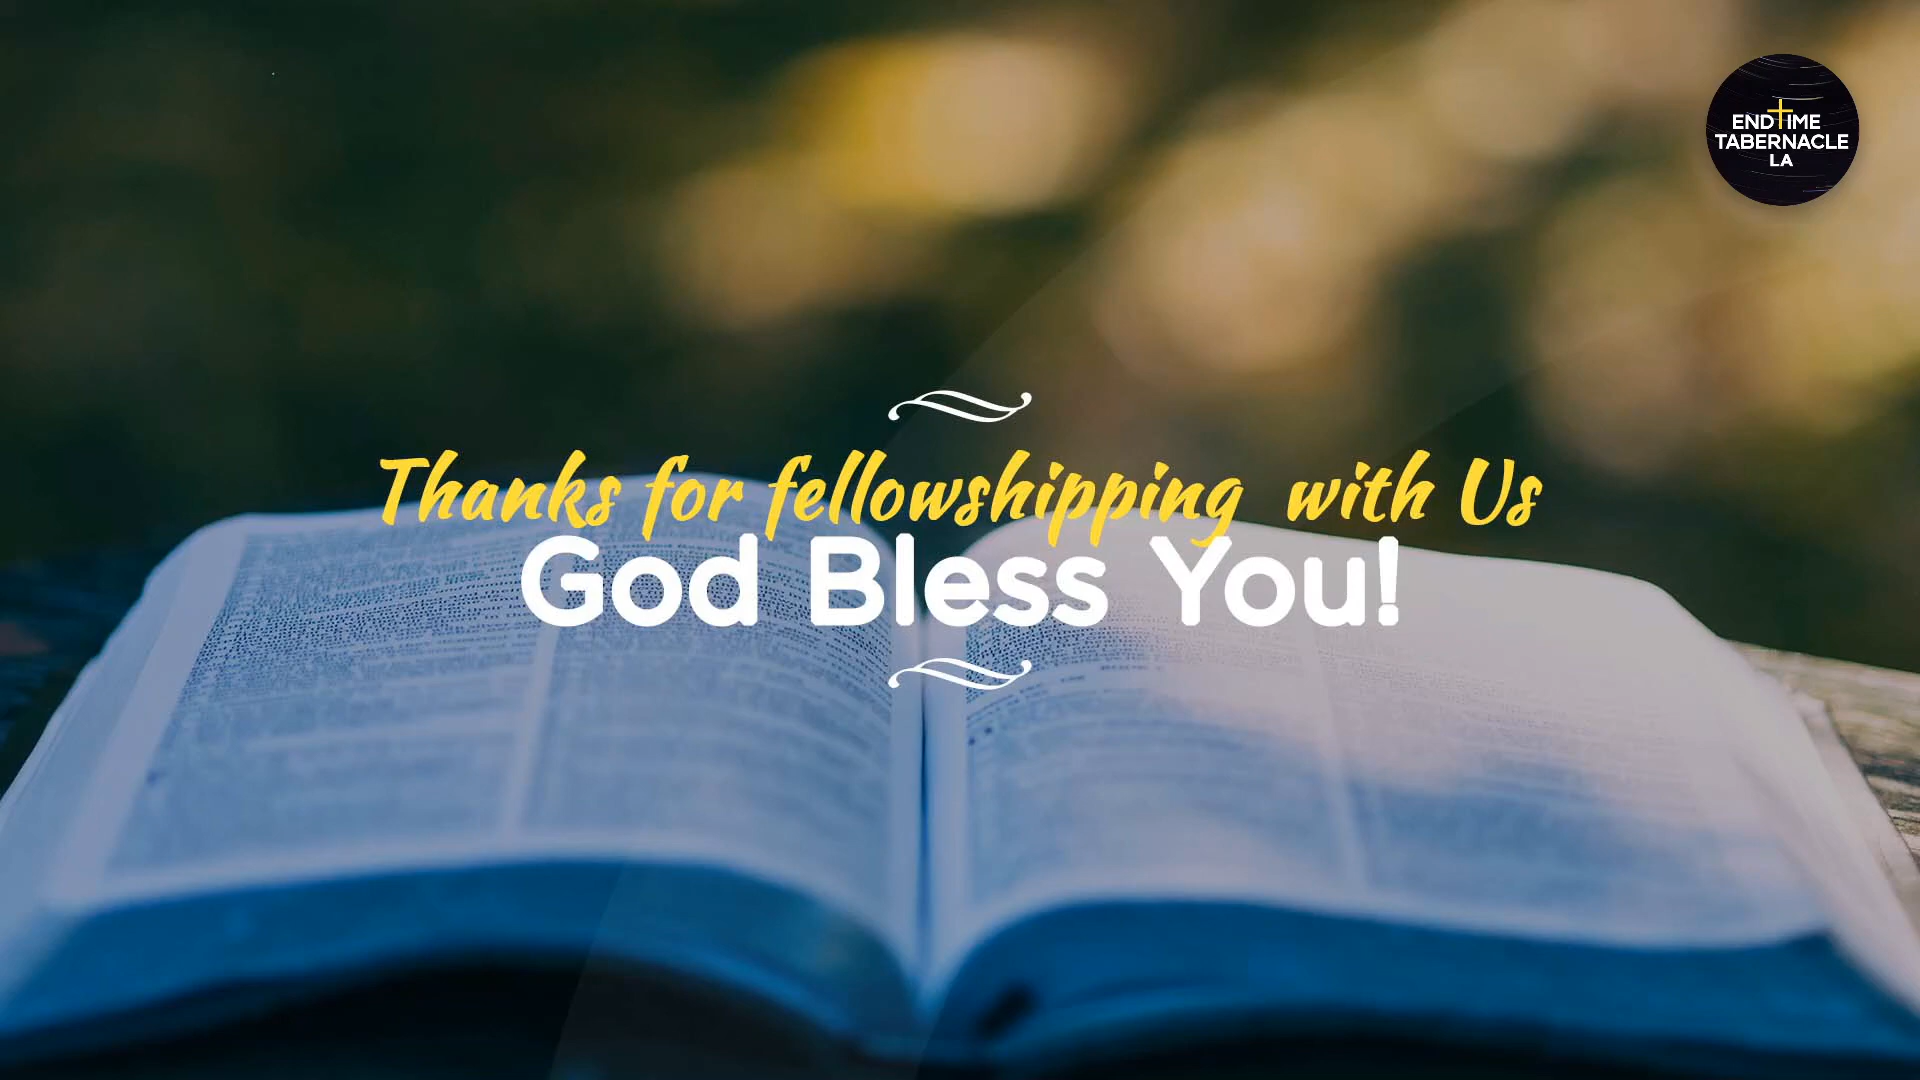 END TIME
TABERNACLE
LA
Thanks for fellowshipping with Us
God Bless You!